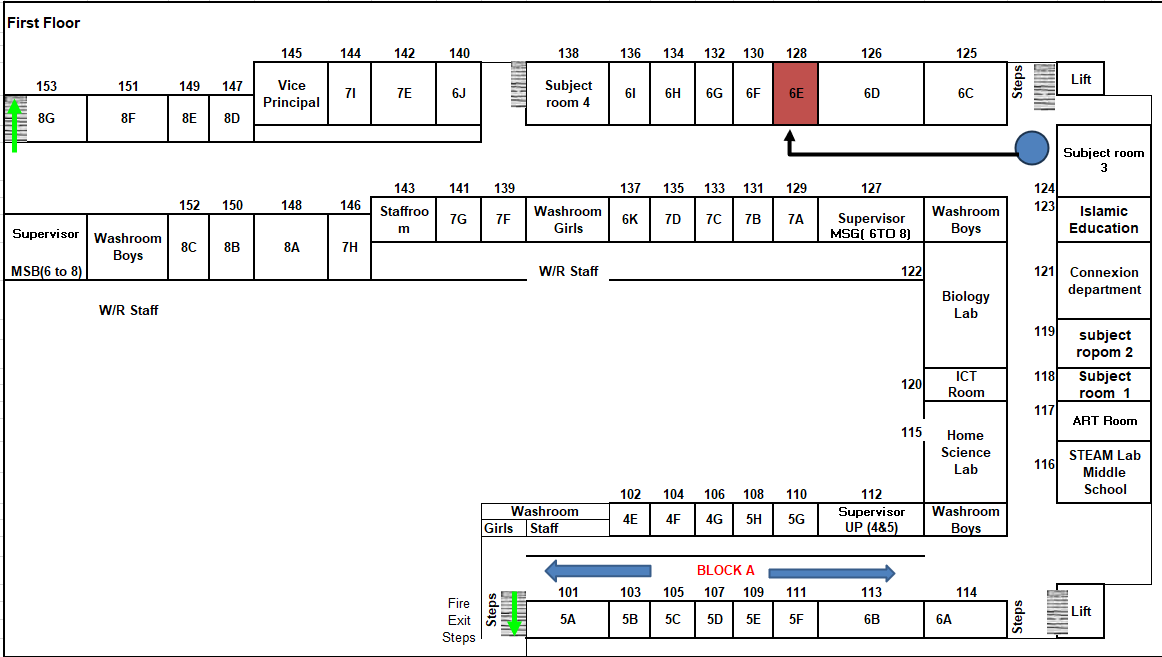 First Floor
145 144 142 140 138 136 134 132 130 128 126 125
153 151 149 147
Vice
Principal
7I 7E 6J
Subject
room 4
6I 6H 6G 6F 6E 6D 6C
Steps
Lift
8G 8F 8E 8D
Subject room
3
124
143 141 139 137 135 133 131 129 127
152 150 148 146
123
Staffroo
m
7G 7F
Washroom
Girls
6K 7D 7C 7B 7A
Supervisor
MSG( 6TO 8)
Washroom
Boys
Islamic
Education
Supervisor
MSB(6 to 8)
Washroom
Boys
8C 8B 8A 7H
W/R Staff
122
121
Connexion
department
W/R Staff
Biology
Lab
119
subject
ropom 2
120
ICT
Room
118
Subject
room 1
117
ART Room
115
Home
Science
Lab
116
STEAM Lab
Middle
School
102 104 106 108 110 112
Washroom
Girls Staff
4E 4F 4G 5H 5G
Supervisor
UP (4&5)
Washroom
Boys
BLOCK A
101 103 105 107 109 111 113 114
Fire
Exit
Steps
Steps
5A 5B 5C 5D 5E 5F 6B 6A
Steps
Lift